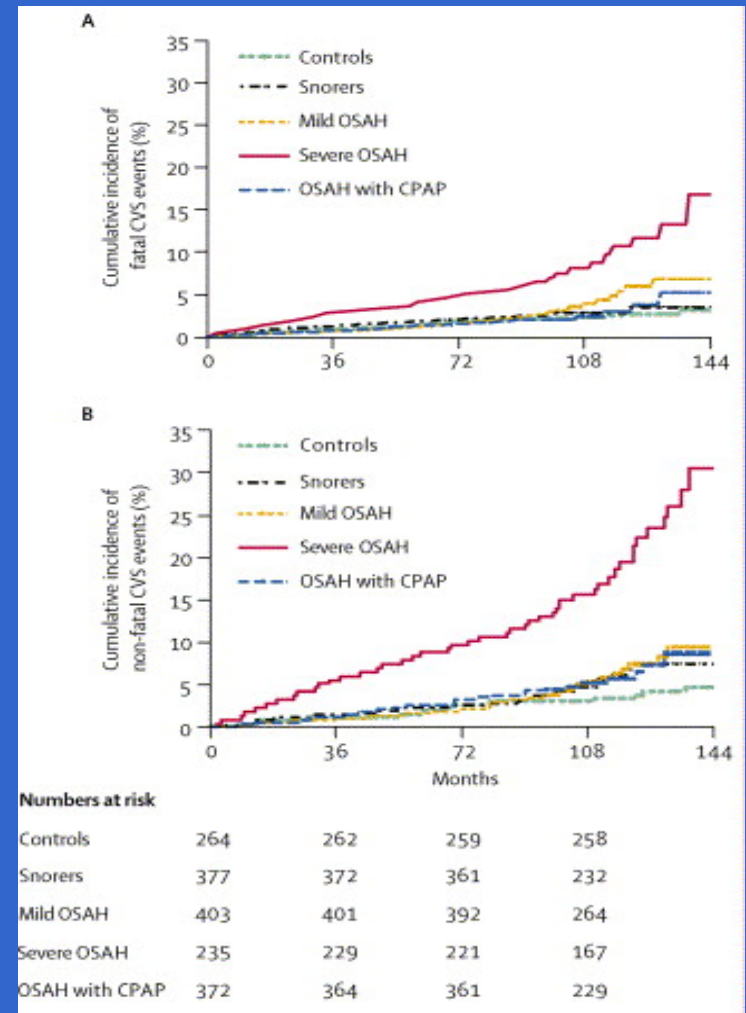 A
Cumulative incidence of
fatal CVS events (%)
35
30
25
20
15
10
5
0
Controls
Snorers
Mild OSAH
Severe OSAH
OSAH with CPAP
0 36 72 108 144
B
Cumulative incidence of
non-fatal CVS events (%)
35
30
25
20
15
10
5
0
Controls
Snorers
Mild OSAH
Severe OSAH
OSAH with CPAP
0 36 72 108 144
Months
Numbers at risk
Controls 264 262 259 258
Snorers 377 372 361 232
Mild OSAH 403 401 392 264
Severe OSAH 235 229 221 167
OSAH with CPAP 372 364 361 229